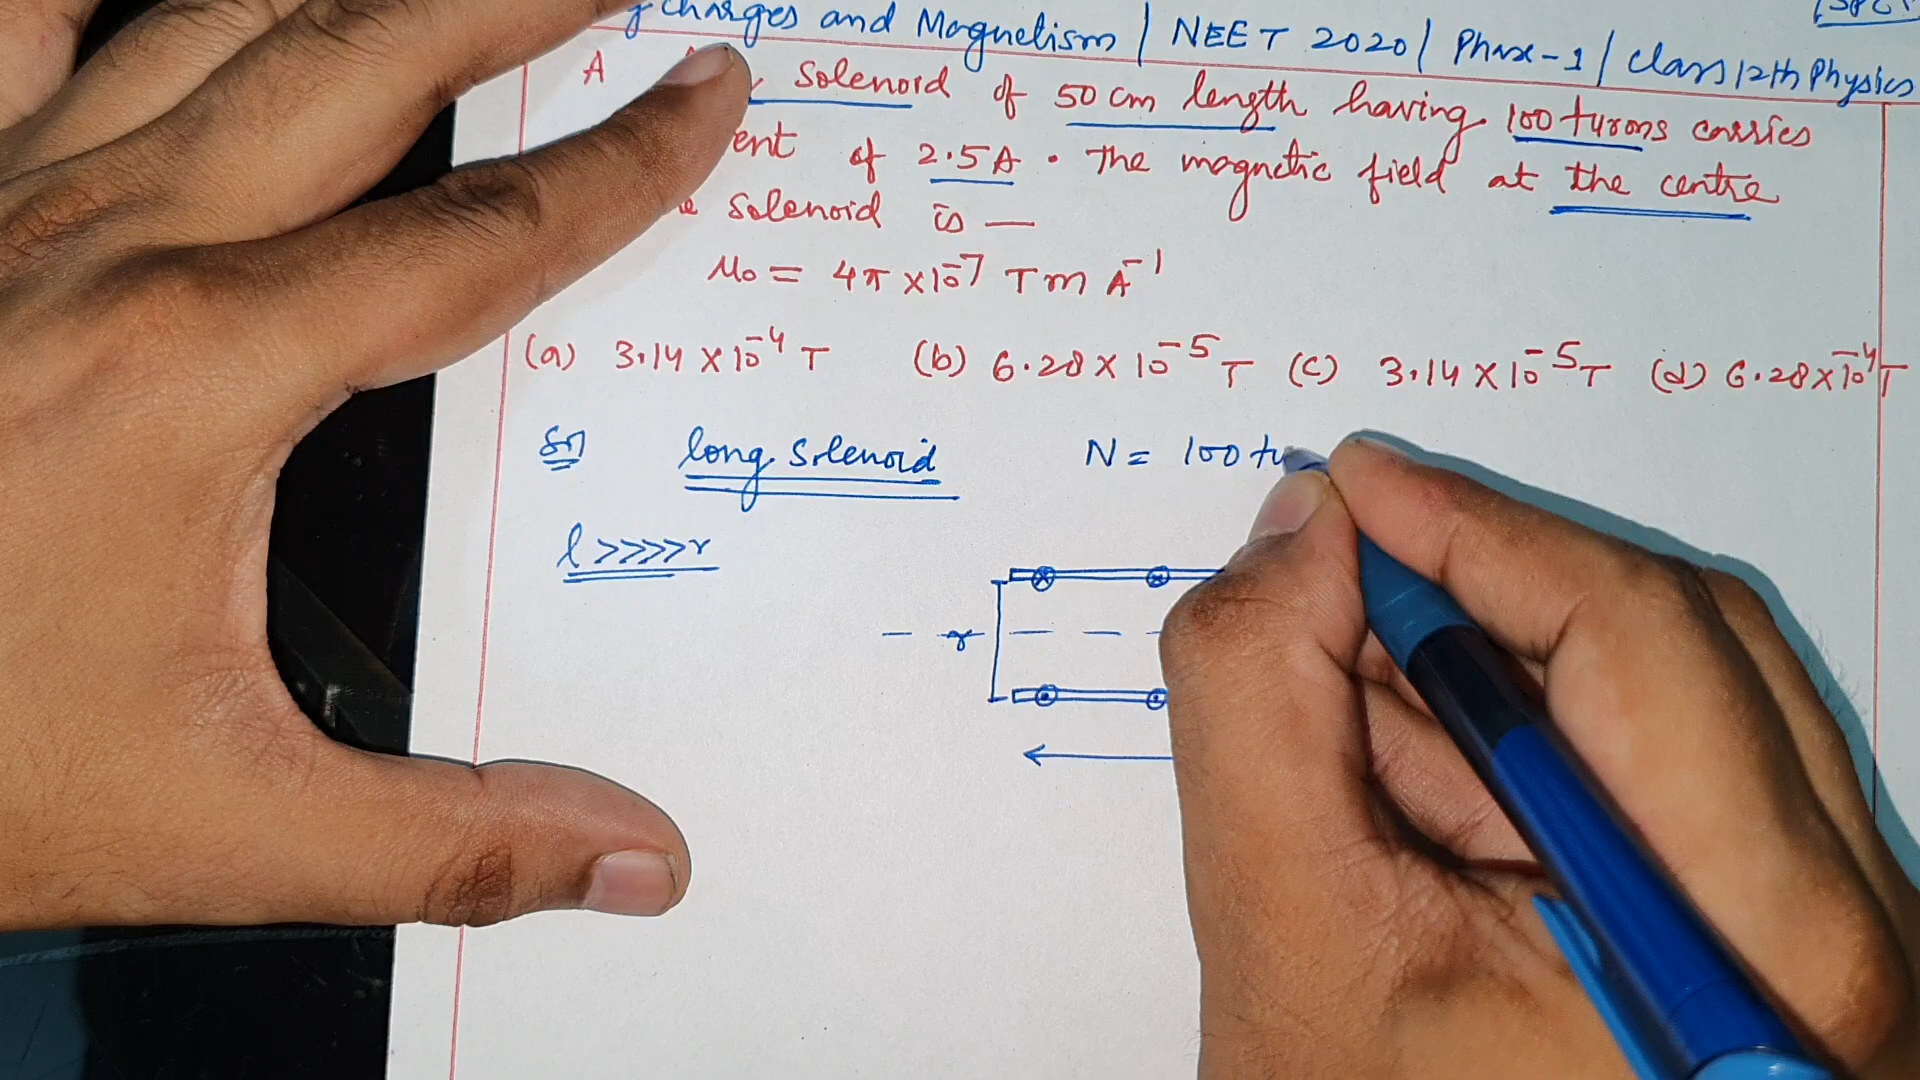 Charges and Magnetism | NEET 2020 | Phase-1 | Class 12th Physics
A solenoid of 50 cm length having 100 turns carries
of 2.5A. The magnetic field at the centre
solenoid is —
μ₀ = 4π×10⁻⁷ T m A⁻¹
(a) 3.14 × 10⁻⁴ T (b) 6.28 × 10⁻⁵ T (c) 3.14 × 10⁻⁵ T (d) 6.28×10⁻⁴ T
Sol long Solenoid N = 100 tu
l >>>> r
r